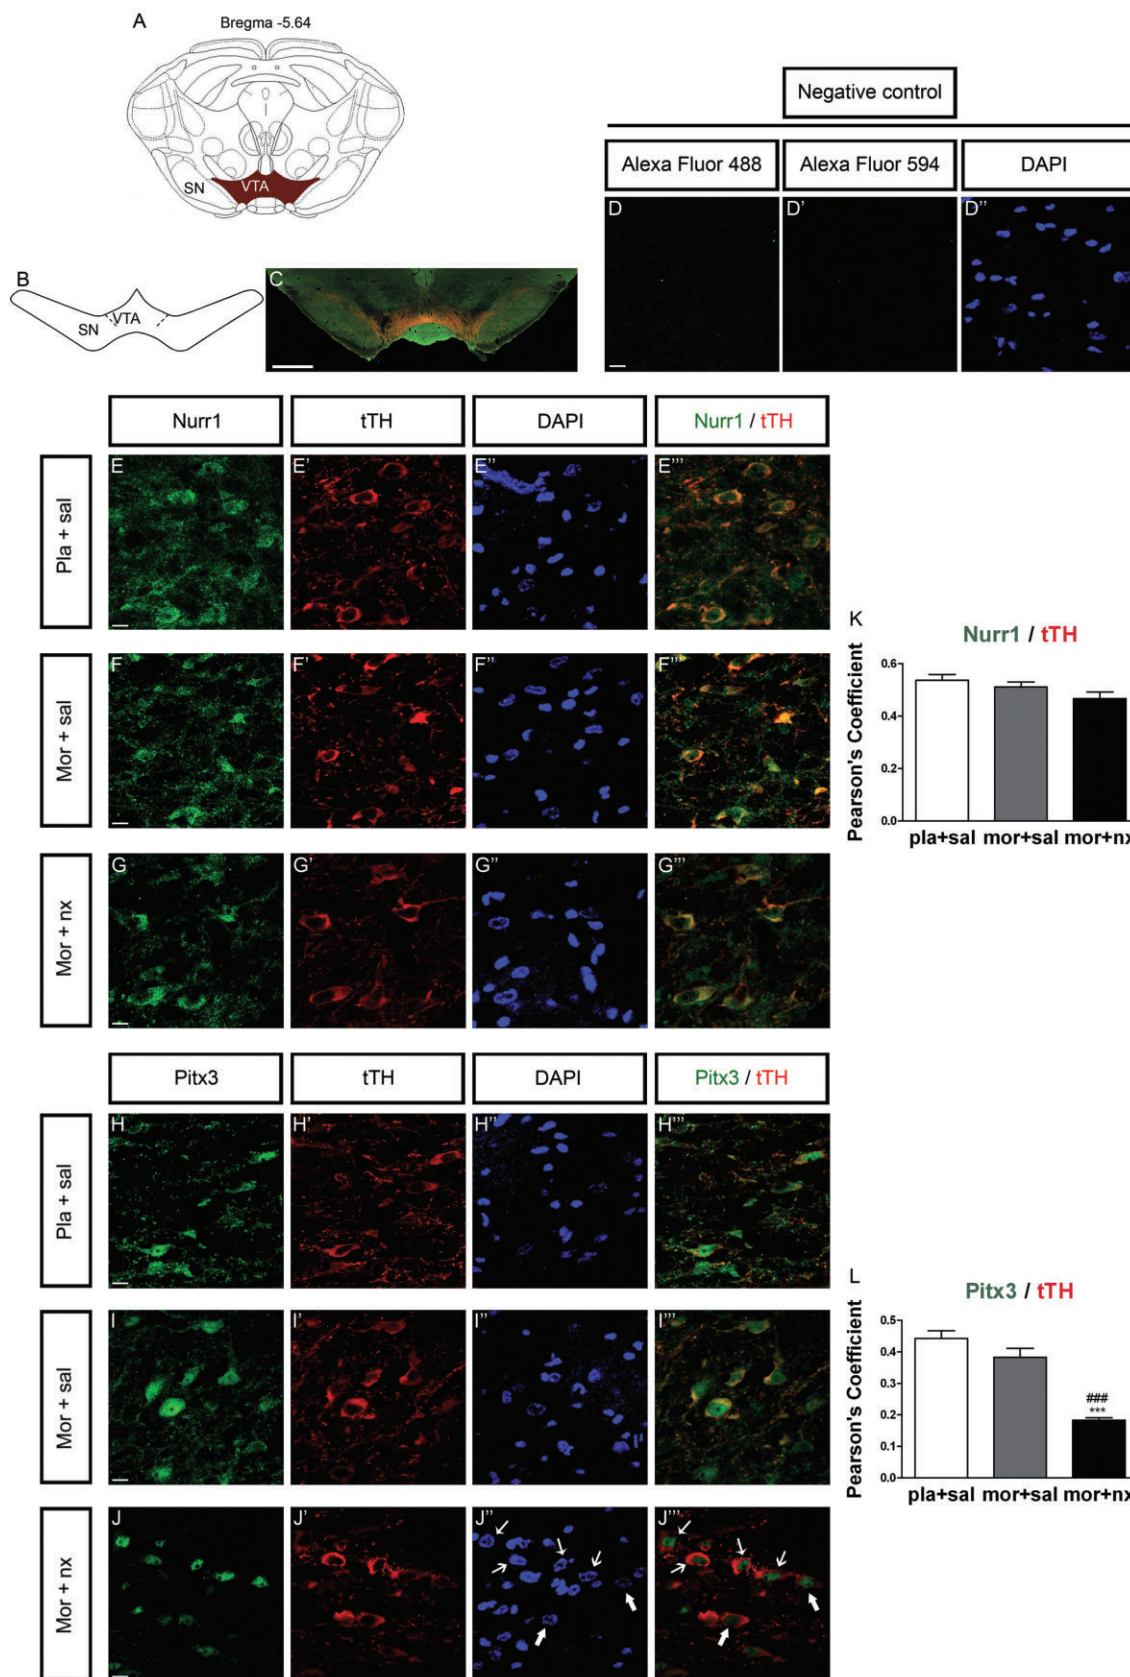 A
Bregma -5.64
SN
VTA
B
SN
VTA
C
Negative control
Alexa Fluor 488
Alexa Fluor 594
DAPI
D
D'
D''
Nurr1
tTH
DAPI
Nurr1 / tTH
Pla + sal
E
E'
E''
E'''
Mor + sal
F
F'
F''
F'''
Mor + nx
G
G'
G''
G'''
K
Nurr1 / tTH
Pearson's Coefficient
0.6
0.4
0.2
0.0
pla+sal mor+sal mor+nx
Pitx3
tTH
DAPI
Pitx3 / tTH
Pla + sal
H
H'
H''
H'''
Mor + sal
I
I'
I''
I'''
Mor + nx
J
J'
J''
J'''
L
Pitx3 / tTH
Pearson's Coefficient
0.5
0.4
0.3
0.2
0.1
0.0
###
***
pla+sal mor+sal mor+nx